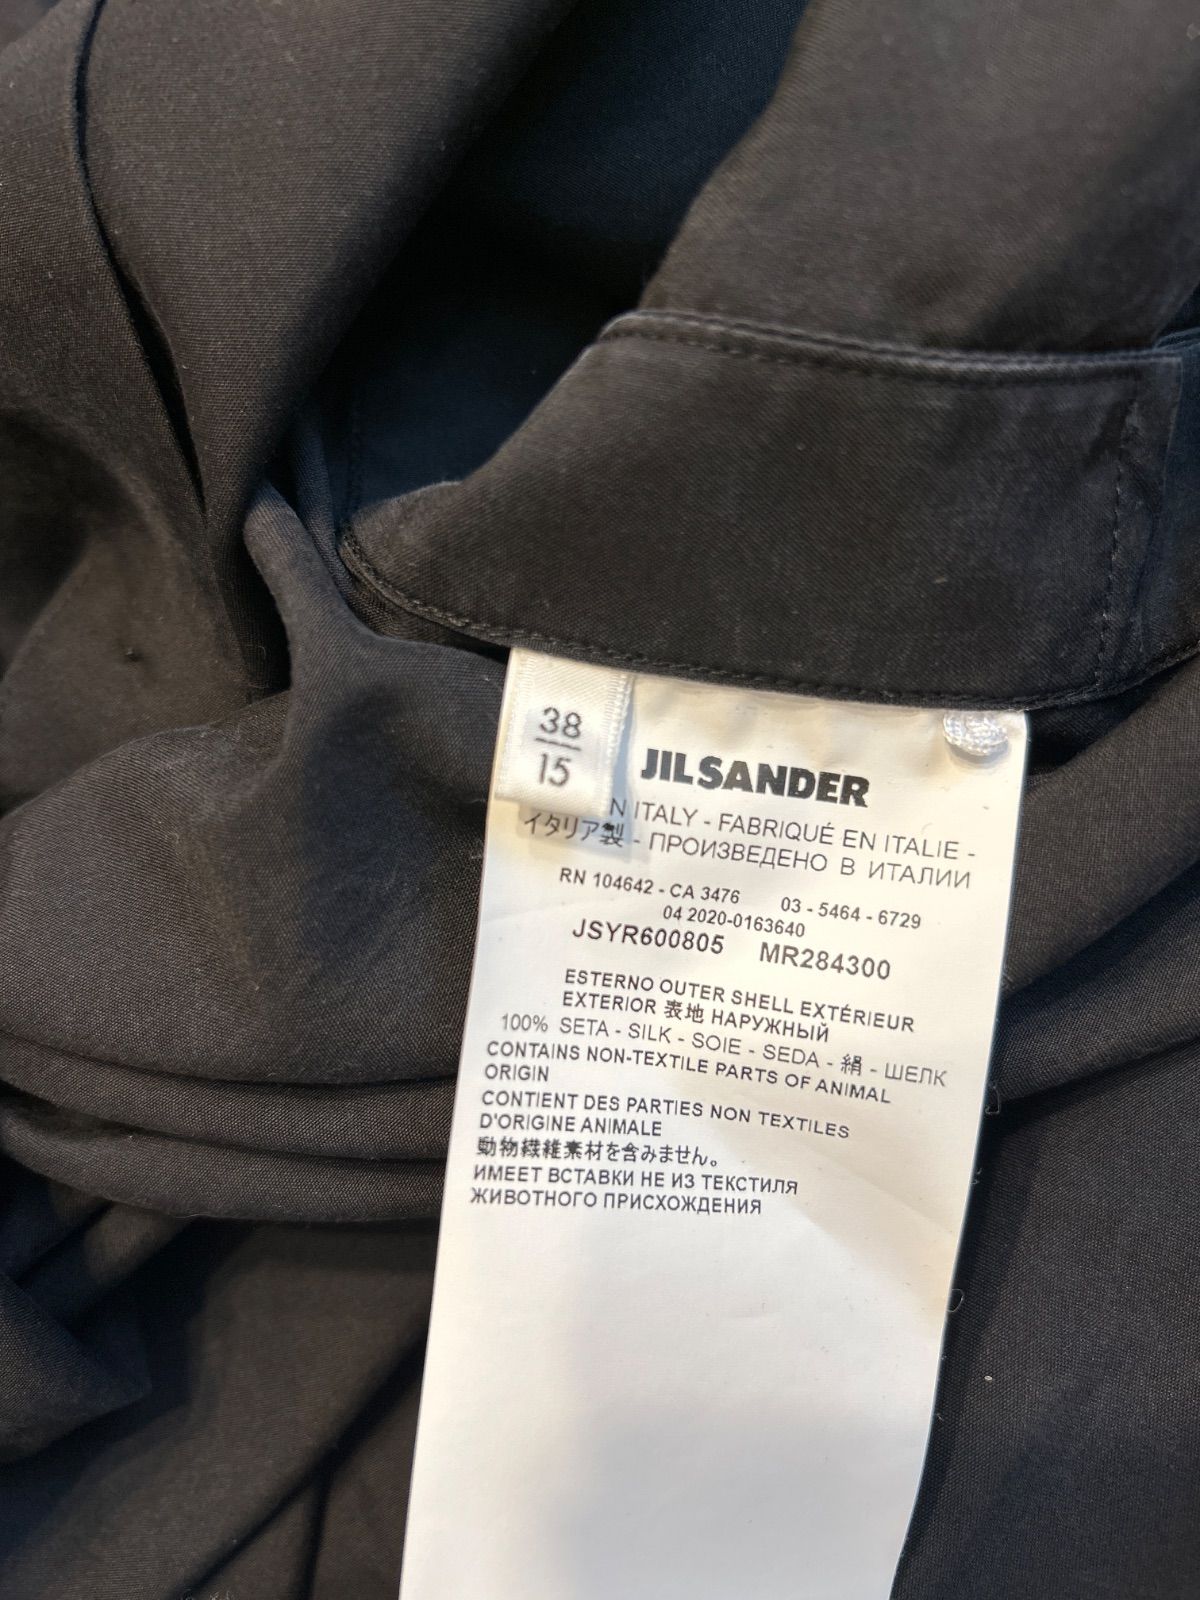 38
15
JIL SANDER
N ITALY - FABRIQUÉ EN ITALIE -
イタリア製 - ПРОИЗВЕДЕНО В ИТАЛИИ
RN 104642 - CA 3476 03 - 5464 - 6729
04 2020-0163640
JSYR600805 MR284300
ESTERNO OUTER SHELL EXTÉRIEUR
EXTERIOR 表地 НАРУЖНЫЙ
100% SETA - SILK - SOIE - SEDA - 絹 - ШЕЛК
CONTAINS NON-TEXTILE PARTS OF ANIMAL
ORIGIN
CONTIENT DES PARTIES NON TEXTILES
D'ORIGINE ANIMALE
動物繊維素材を含みません。
ИМЕЕТ ВСТАВКИ НЕ ИЗ ТЕКСТИЛЯ
ЖИВОТНОГО ПРИСХОЖДЕНИЯ